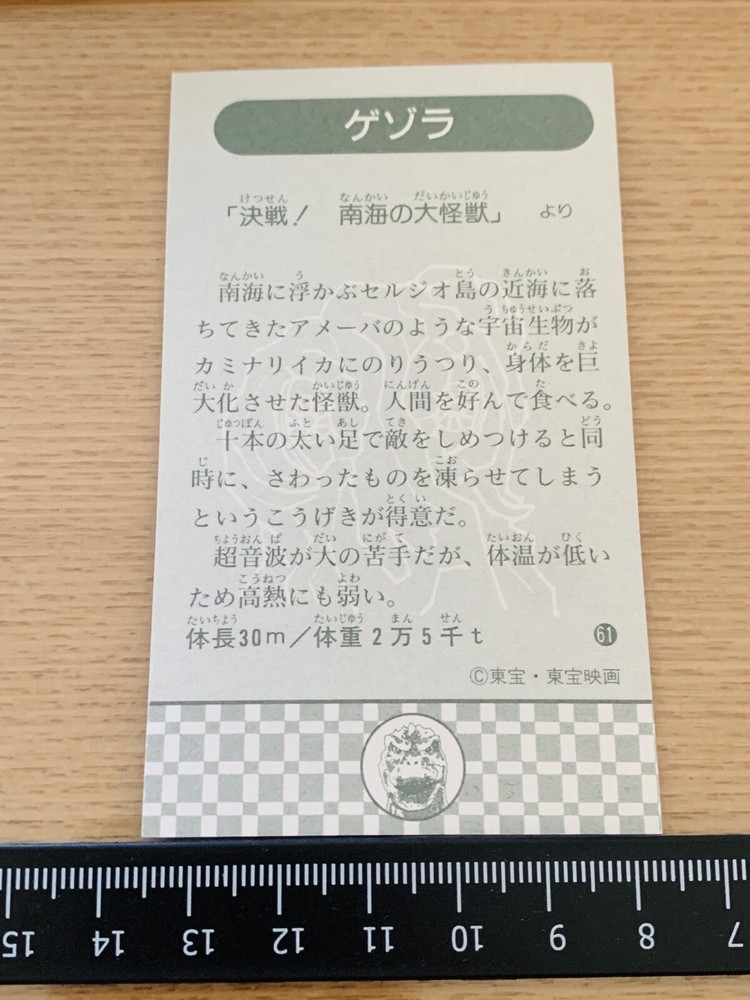 ゲゾラ
「決戦！ 南海の大怪獣」 より
南海に浮かぶセルジオ島の近海に落
ちてきたアメーバのような宇宙生物が
カミナリイカにのりうつり、身体を巨
大化させた怪獣。人間を好んで食べる。
十本の太い足で敵をしめつけると同
時に、さわったものを凍らせてしまう
というこうげきが得意だ。
超音波が大の苦手だが、体温が低い
ため高熱にも弱い。
体長30m／体重2万5千t
61
©東宝・東宝映画
15 14 13 12 11 10 9 8 7